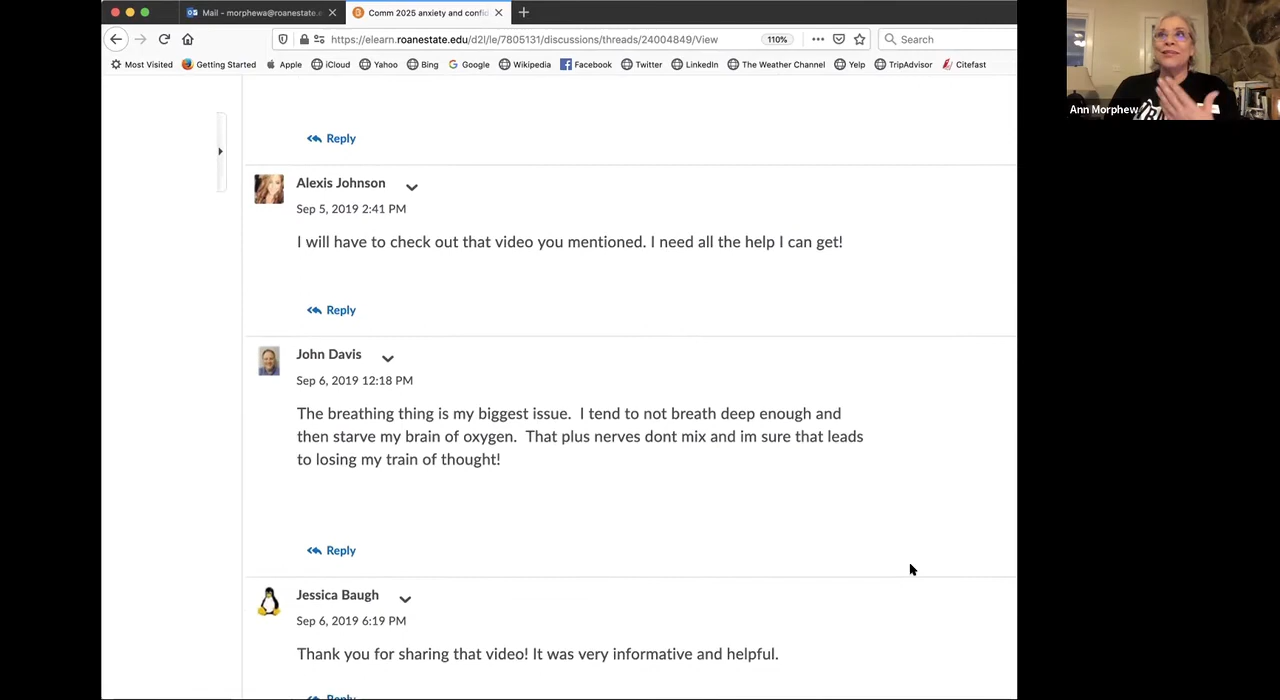 Mail - morphewa@roanestate.e
Comm 2025 anxiety and confid
https://elearn.roanestate.edu/d2l/le/7805131/discussions/threads/24004849/View
110%
Search
Most Visited
Getting Started
Apple
iCloud
Yahoo
Bing
Google
Wikipedia
Facebook
Twitter
LinkedIn
The Weather Channel
Yelp
TripAdvisor
Citefast
Ann Morphew
Reply
Alexis Johnson
Sep 5, 2019 2:41 PM
I will have to check out that video you mentioned. I need all the help I can get!
Reply
John Davis
Sep 6, 2019 12:18 PM
The breathing thing is my biggest issue.  I tend to not breath deep enough and
then starve my brain of oxygen.  That plus nerves dont mix and im sure that leads
to losing my train of thought!
Reply
Jessica Baugh
Sep 6, 2019 6:19 PM
Thank you for sharing that video! It was very informative and helpful.
Reply